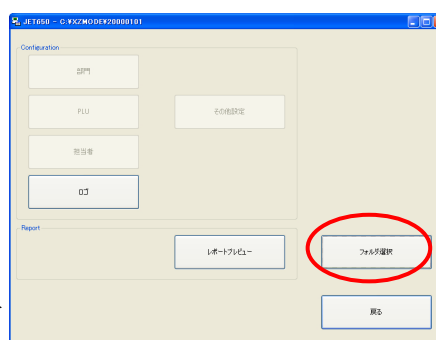 JET650 - C:¥XZMODE¥20000101
Configuration
部門
PLU
その他設定
担当者
ロゴ
Report
レポートプレビュー
フォルダ選択
戻る